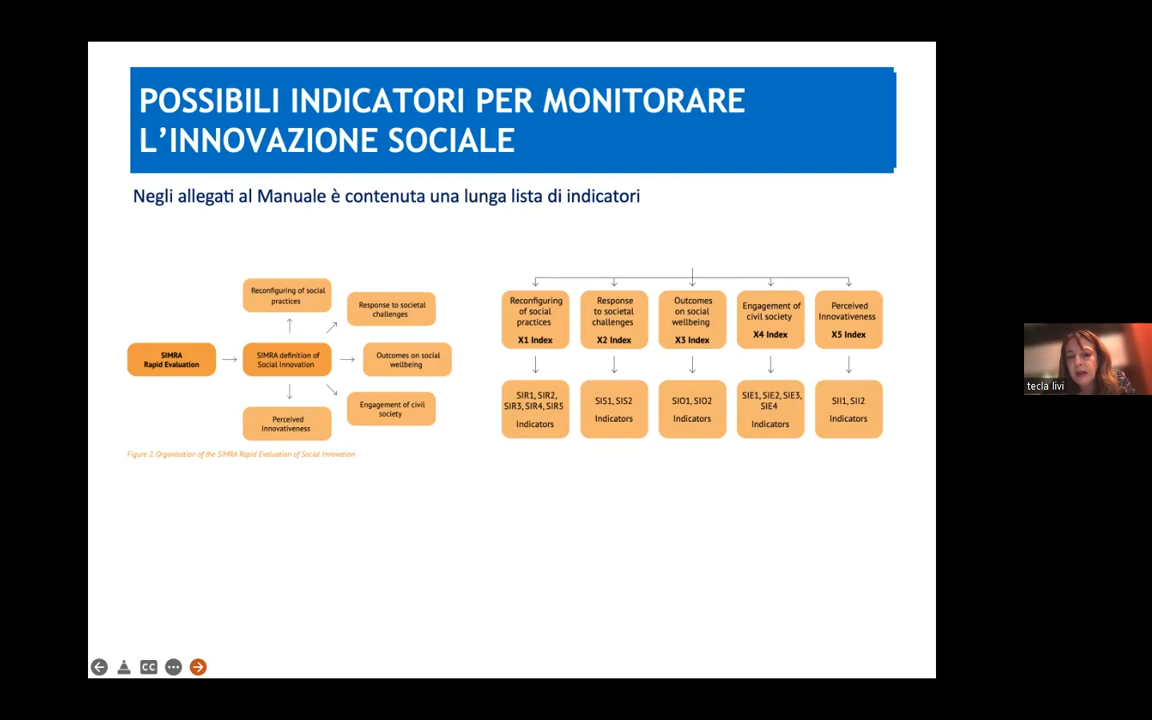 POSSIBILI INDICATORI PER MONITORARE
L’INNOVAZIONE SOCIALE
Negli allegati al Manuale è contenuta una lunga lista di indicatori
Reconfiguring of social
practices
Response to societal
challenges
SIMRA
Rapid Evaluation
SIMRA definition of
Social Innovation
Outcomes on social
wellbeing
Engagement of civil
society
Perceived
Innovativeness
Figure 2. Organisation of the SIMRA Rapid Evaluation of Social Innovation
Reconfiguring
of social
practices
X1 Index
Response
to societal
challenges
X2 Index
Outcomes
on social
wellbeing
X3 Index
Engagement of
civil society
X4 Index
Perceived
Innovativeness
X5 Index
SIR1, SIR2,
SIR3, SIR4, SIR5
Indicators
SIS1, SIS2
Indicators
SIO1, SIO2
Indicators
SIE1, SIE2, SIE3,
SIE4
Indicators
SII1, SII2
Indicators
CC
tecla livi